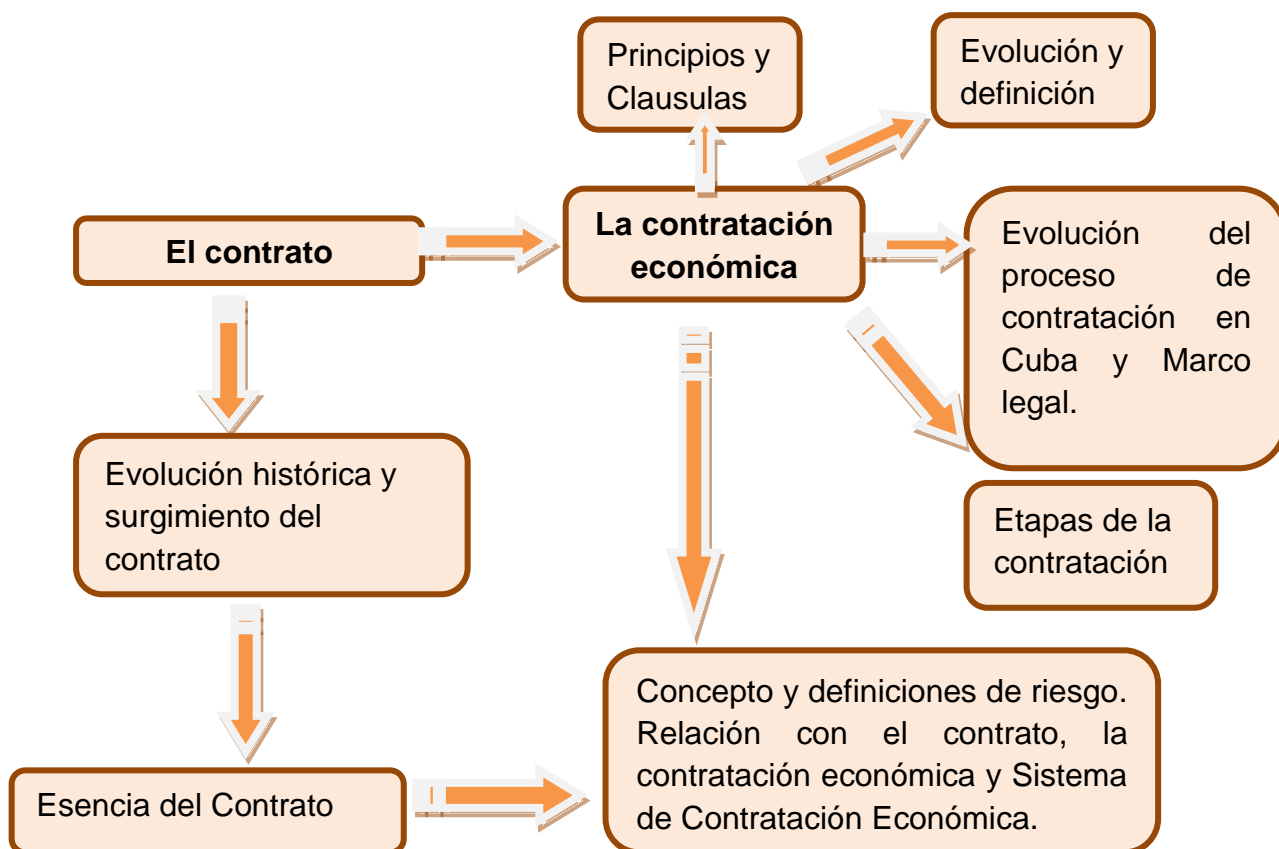 Principios y
Clausulas
Evolución y
definición
El contrato
La contratación
económica
Evolución del
proceso de
contratación en
Cuba y Marco
legal.
Evolución histórica y
surgimiento del
contrato
Etapas de la
contratación
Esencia del Contrato
Concepto y definiciones de riesgo.
Relación con el contrato, la
contratación económica y Sistema
de Contratación Económica.